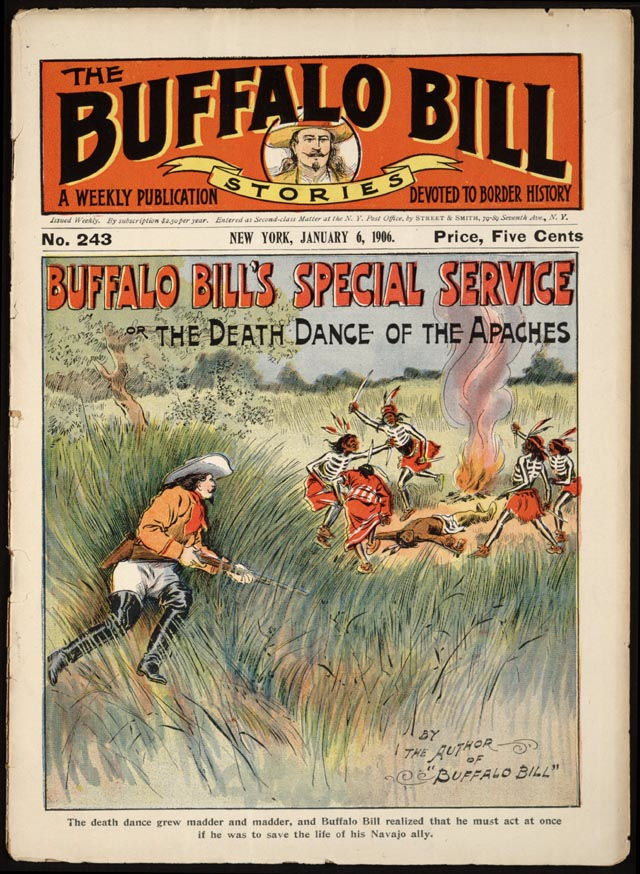 THE
BUFFALO BILL
STORIES
A WEEKLY PUBLICATION DEVOTED TO BORDER HISTORY
Issued Weekly. By subscription $2.50 per year. Entered as Second-class Matter at the N. Y. Post Office, by STREET & SMITH, 79-89 Seventh Ave., N. Y.
No. 243 NEW YORK, JANUARY 6, 1906. Price, Five Cents
BUFFALO BILL'S SPECIAL SERVICE
OR THE DEATH DANCE OF THE APACHES
BY
THE AUTHOR
OF
"BUFFALO BILL"
The death dance grew madder and madder, and Buffalo Bill realized that he must act at once
if he was to save the life of his Navajo ally.